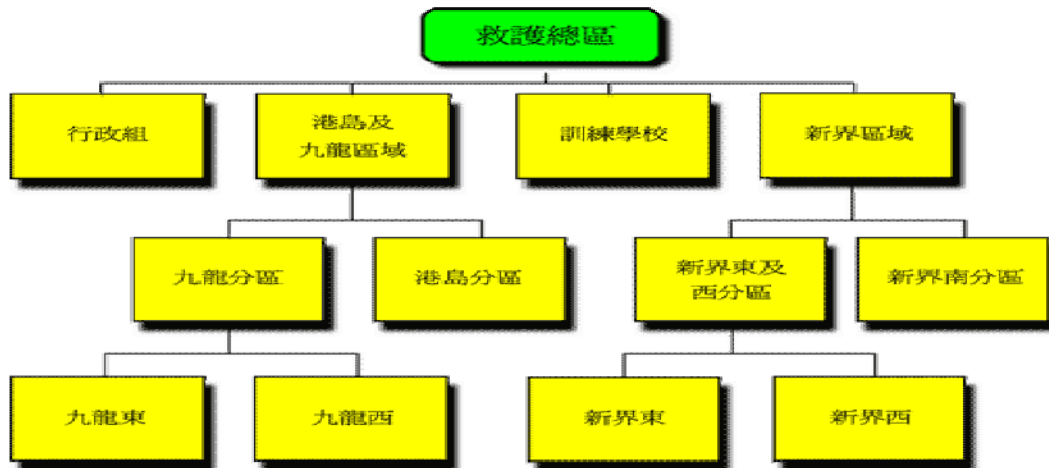 救護總區
行政組
港島及
九龍區域
訓練學校
新界區域
九龍分區
港島分區
新界東及
西分區
新界南分區
九龍東
九龍西
新界東
新界西